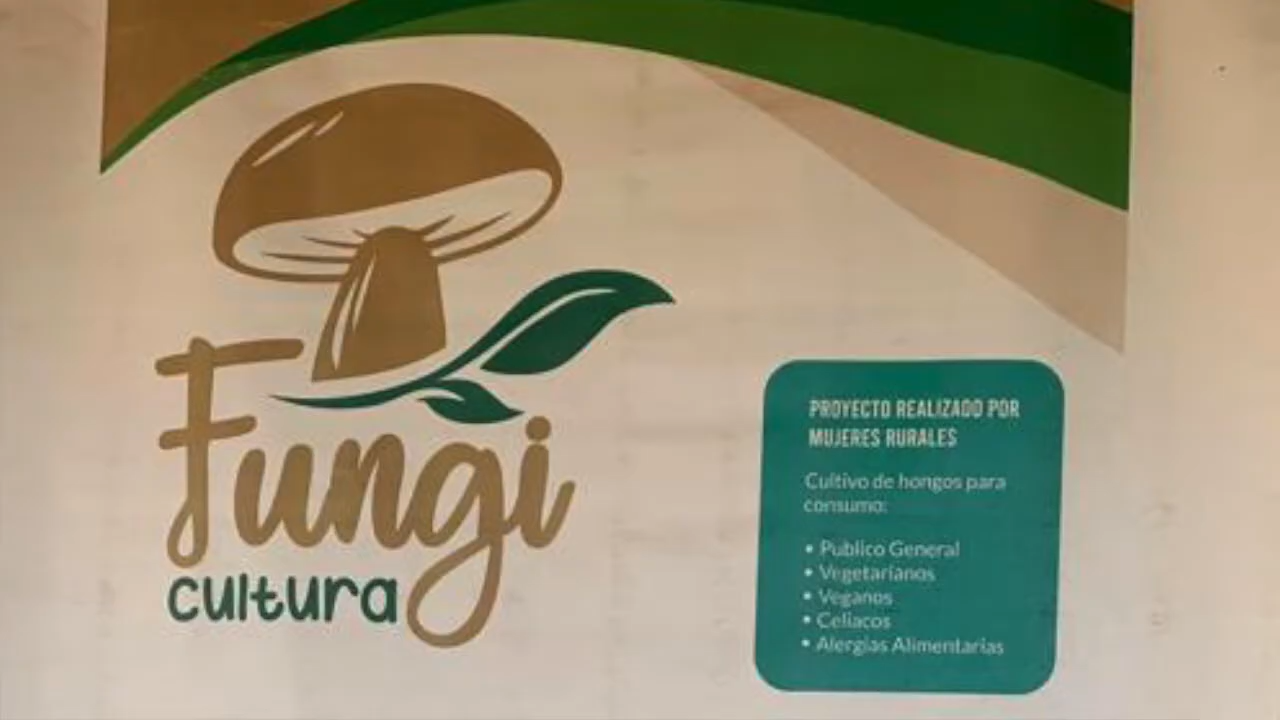 Fungi
cultura
PROYECTO REALIZADO POR
MUJERES RURALES
Cultivo de hongos para
consumo:
• Publico General
• Vegetarianos
• Veganos
• Celiacos
• Alergias Alimentarias